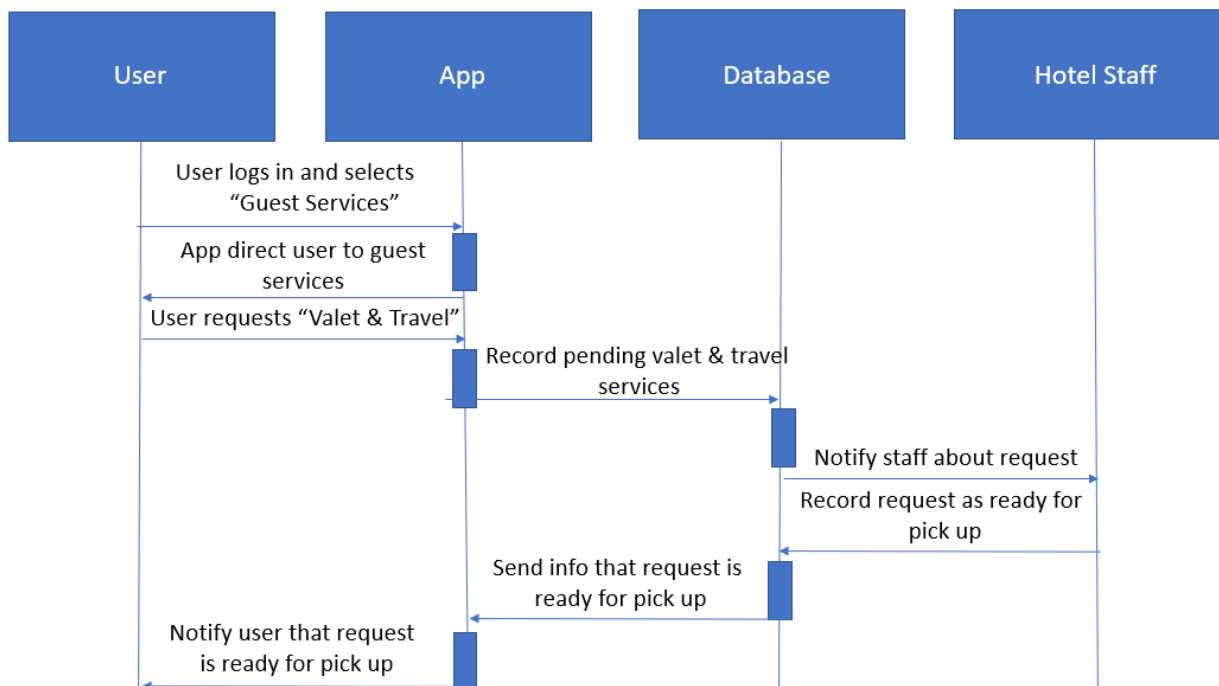 User
App
Database
Hotel Staff
User logs in and selects
“Guest Services”
App direct user to guest
services
User requests “Valet & Travel”
Record pending valet & travel
services
Notify staff about request
Record request as ready for
pick up
Send info that request is
ready for pick up
Notify user that request
is ready for pick up